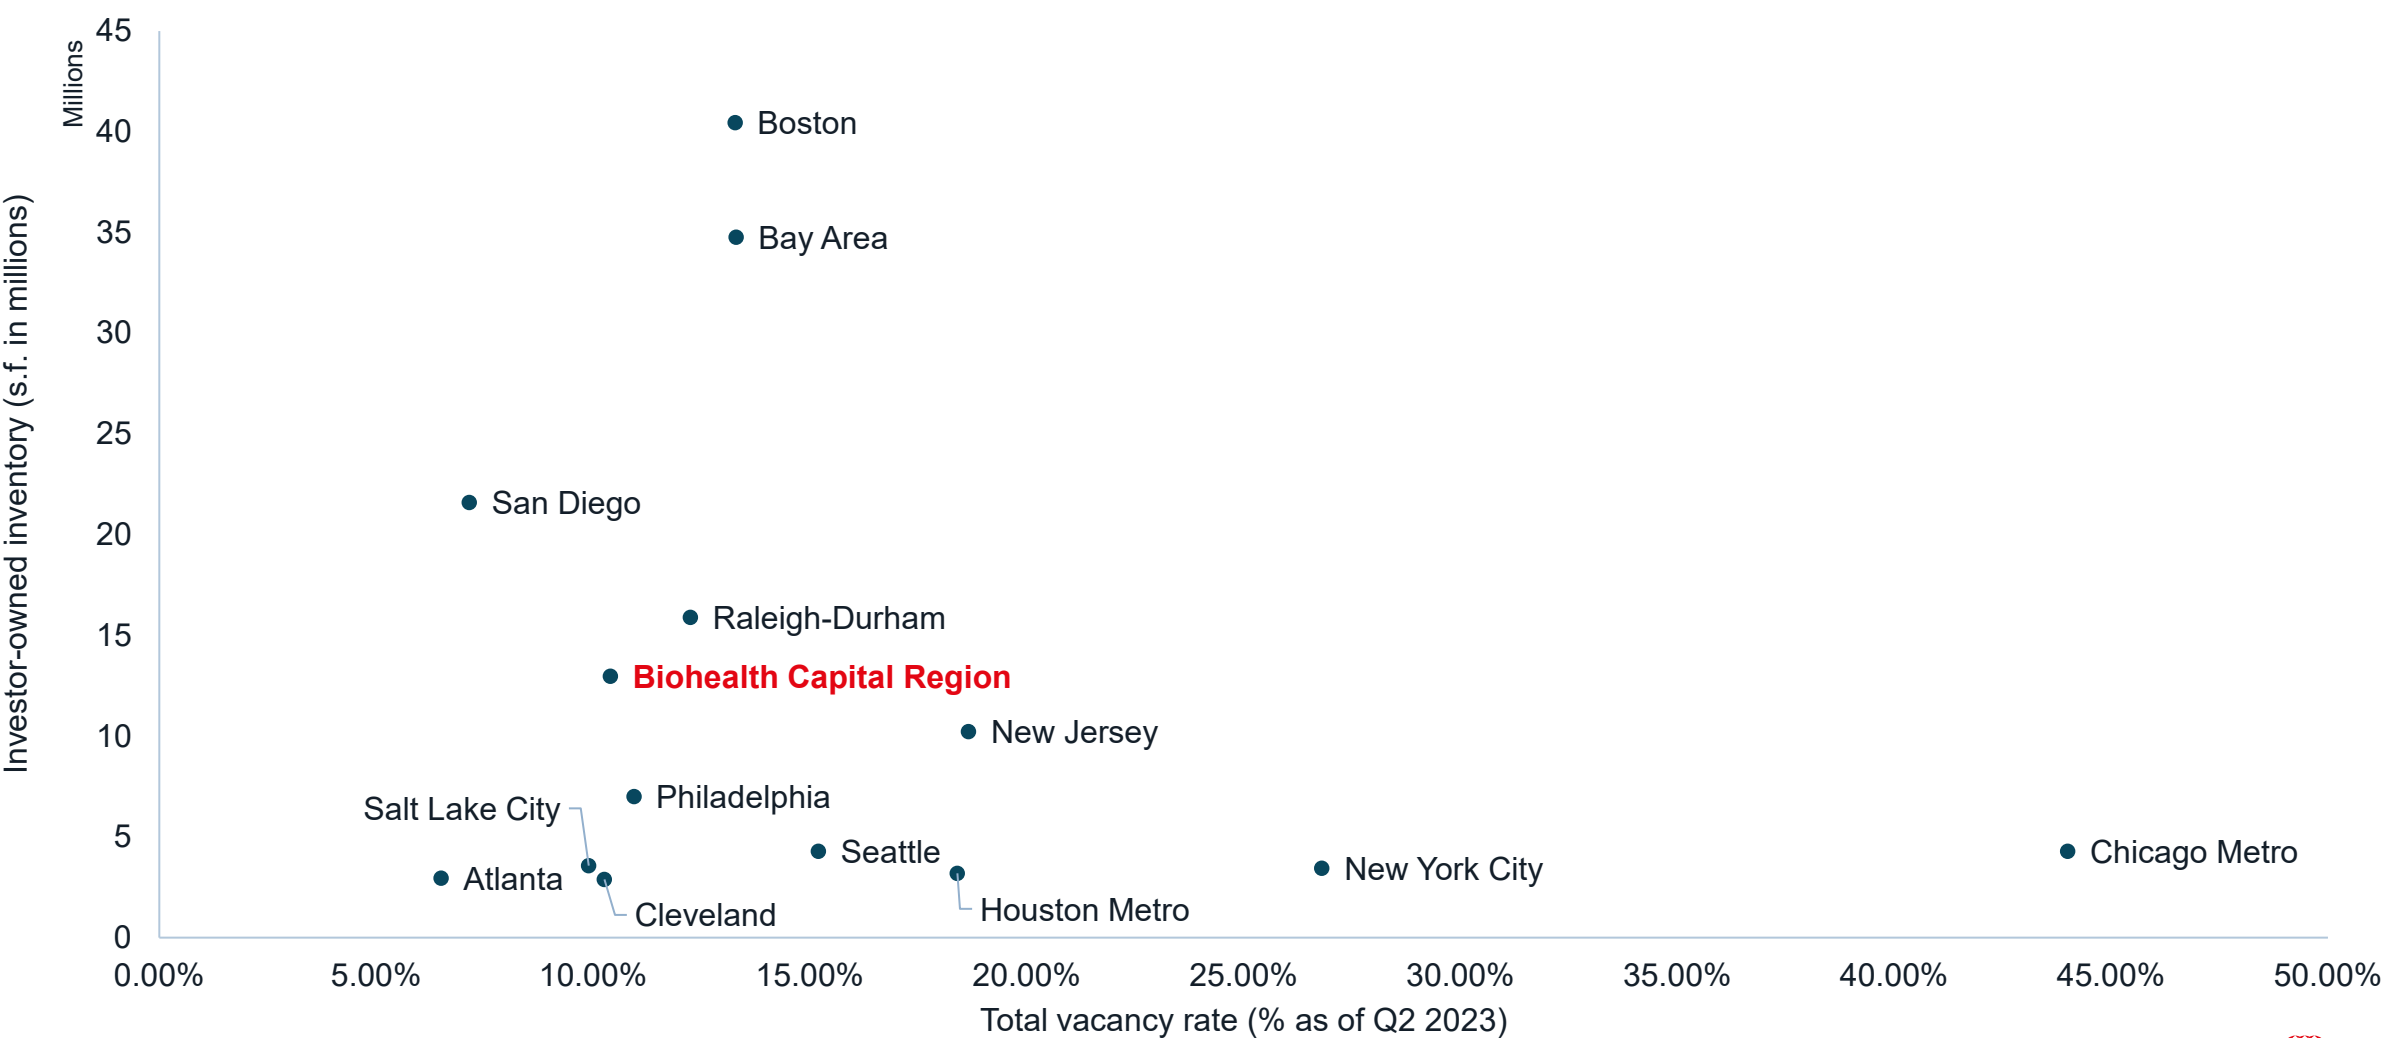 Millions
Investor-owned inventory (s.f. in millions)
45
40
35
30
25
20
15
10
5
0
Boston
Bay Area
San Diego
Raleigh-Durham
Biohealth Capital Region
New Jersey
Philadelphia
Salt Lake City
Seattle
Chicago Metro
New York City
Atlanta
Houston Metro
Cleveland
0.00% 5.00% 10.00% 15.00% 20.00% 25.00% 30.00% 35.00% 40.00% 45.00% 50.00%
Total vacancy rate (% as of Q2 2023)